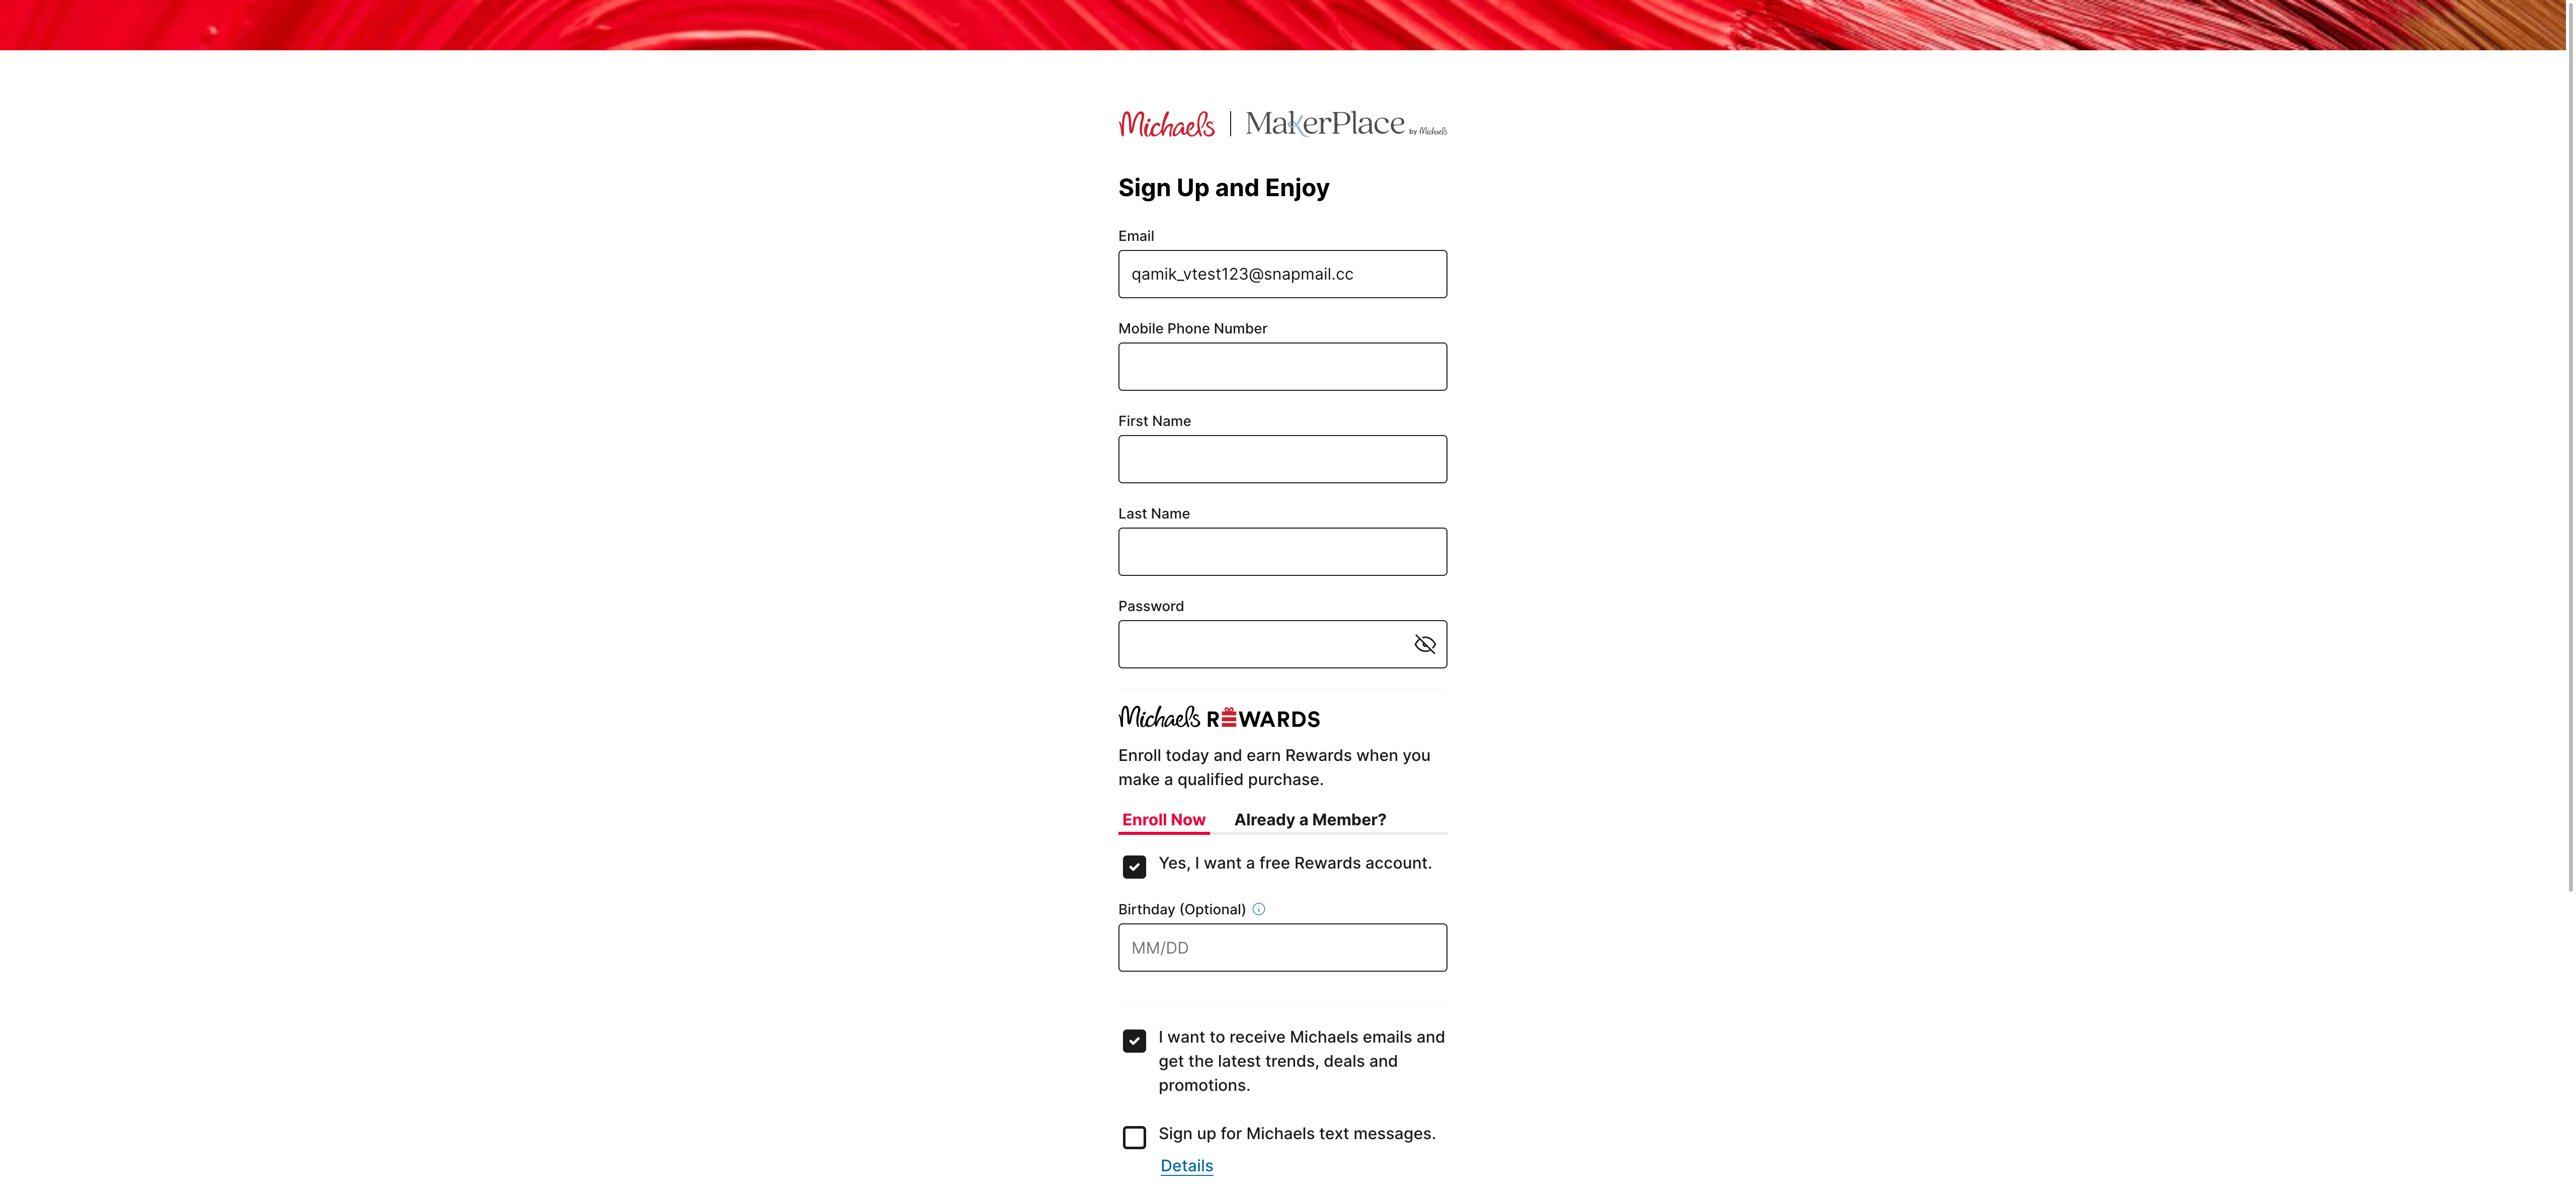 Michaels | MakerPlace by Michaels
Sign Up and Enjoy
Email
qamik_vtest123@snapmail.cc
Mobile Phone Number
First Name
Last Name
Password
Michaels REWARDS
Enroll today and earn Rewards when you
make a qualified purchase.
Enroll Now Already a Member?
Yes, I want a free Rewards account.
Birthday (Optional)
MM/DD
I want to receive Michaels emails and
get the latest trends, deals and
promotions.
Sign up for Michaels text messages.
Details